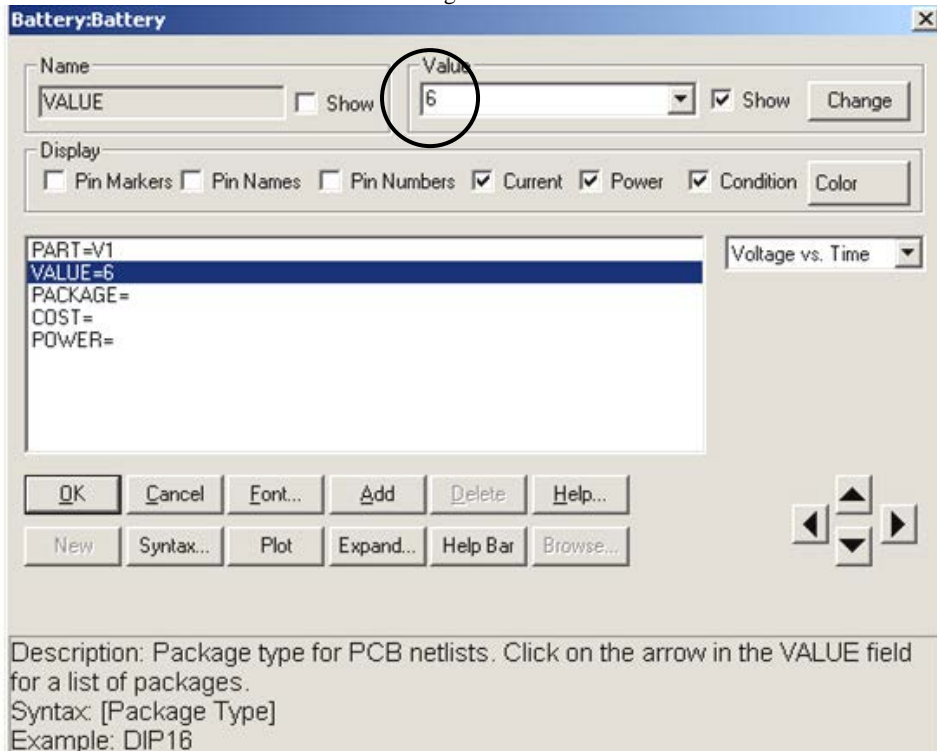 Battery:Battery
Name
Value
VALUE
Show
6
Show
Change
Display
Pin Markers Pin Names Pin Numbers Current Power Condition Color
PART=V1
VALUE=6
PACKAGE=
COST=
POWER=
Voltage vs. Time
OK Cancel Font... Add Delete Help...
New Syntax... Plot Expand... Help Bar Browse...
Description: Package type for PCB netlists. Click on the arrow in the VALUE field
for a list of packages.
Syntax: [Package Type]
Example: DIP16